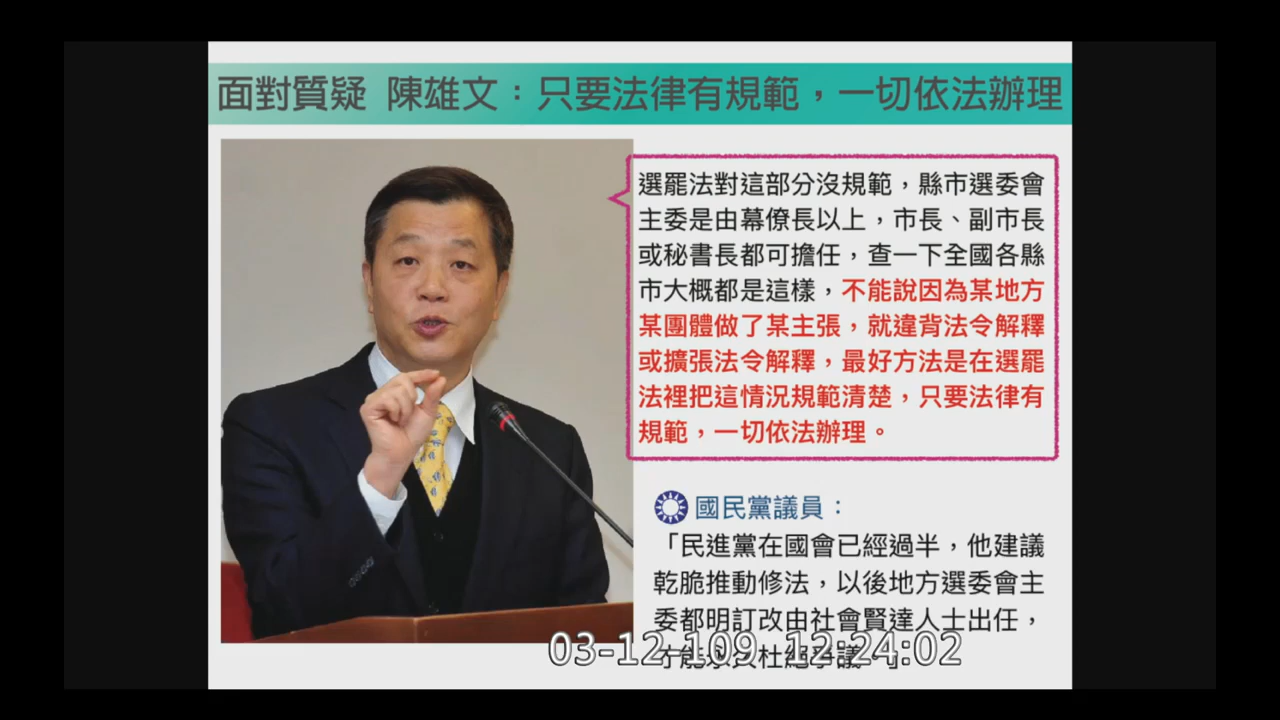 面對質疑 陳雄文:只要法律有規範,一切依法辦理
選罷法對這部分沒規範,縣市選委會
主委是由幕僚長以上,市長、副市長
或秘書長都可擔任,查一下全國各縣
市大概都是這樣,不能說因為某地方
某團體做了某主張,就違背法令解釋
或擴張法令解釋,最好方法是在選罷
法裡把這情況規範清楚,只要法律有
規範,一切依法辦理。
國民黨議員:
「民進黨在國會已經過半,他建議
乾脆推動修法,以後地方選委會主
委都明訂改由社會賢達人士出任,
杜絕爭議。」
03-12-109 12:24:02